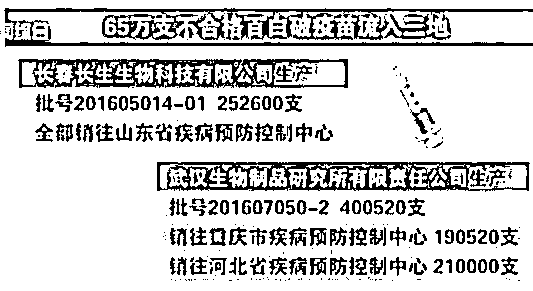 65万支不合格百白破疫苗流入三地
长春长生生物科技有限公司生产
批号201605014-01 252600支
全部销往山东省疾病预防控制中心
武汉生物制品研究所有限责任公司生产
批号201607050-2 400520支
销往重庆市疾病预防控制中心 190520支
销往河北省疾病预防控制中心 210000支